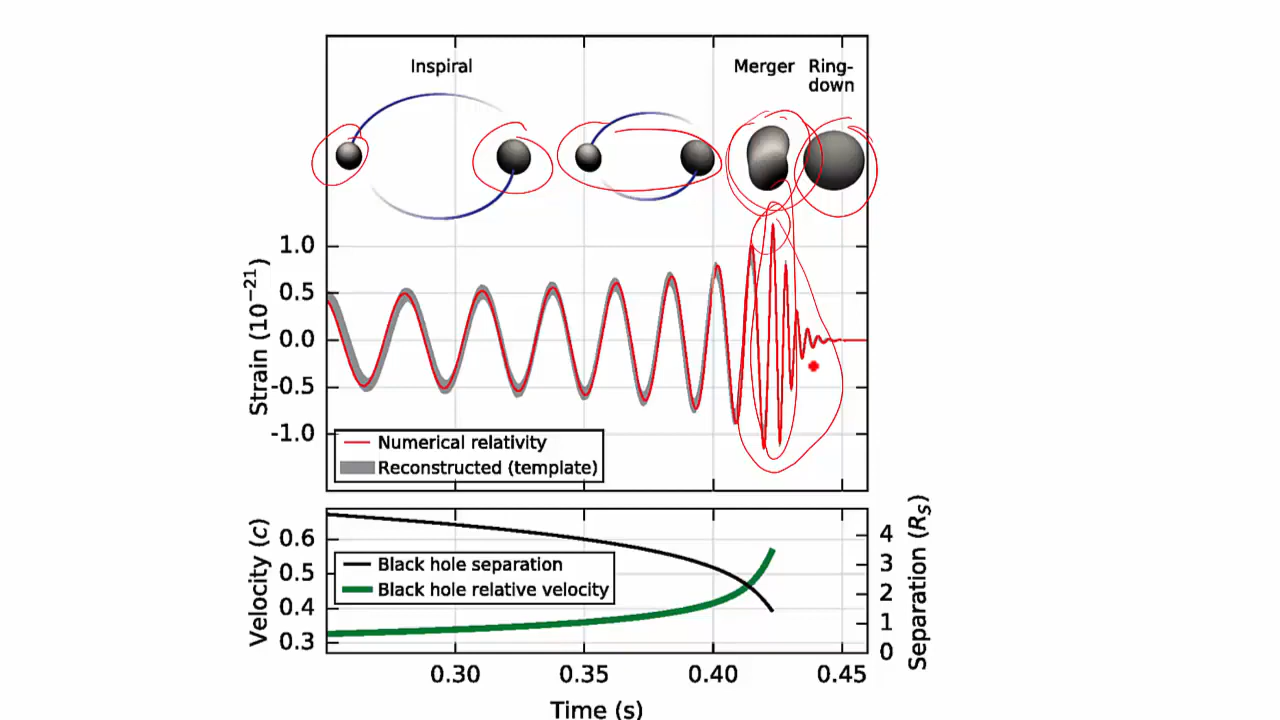 Inspiral
Merger
Ring-
down
Strain (10⁻²¹)
1.0
0.5
0.0
-0.5
-1.0
Numerical relativity
Reconstructed (template)
Velocity (c)
0.6
0.5
0.4
0.3
Black hole separation
Black hole relative velocity
4
3
2
1
0
Separation (R_S)
0.30
0.35
0.40
0.45
Time (s)